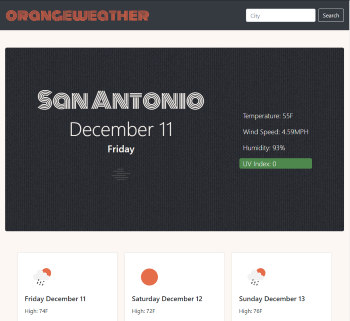 ORANGEWEATHER
City
Search
SAN ANTONIO
December 11
Friday
Temperature: 55F
Wind Speed: 4.59MPH
Humidity: 93%
UV Index: 0
Friday December 11
High: 74F
Saturday December 12
High: 72F
Sunday December 13
High: 76F